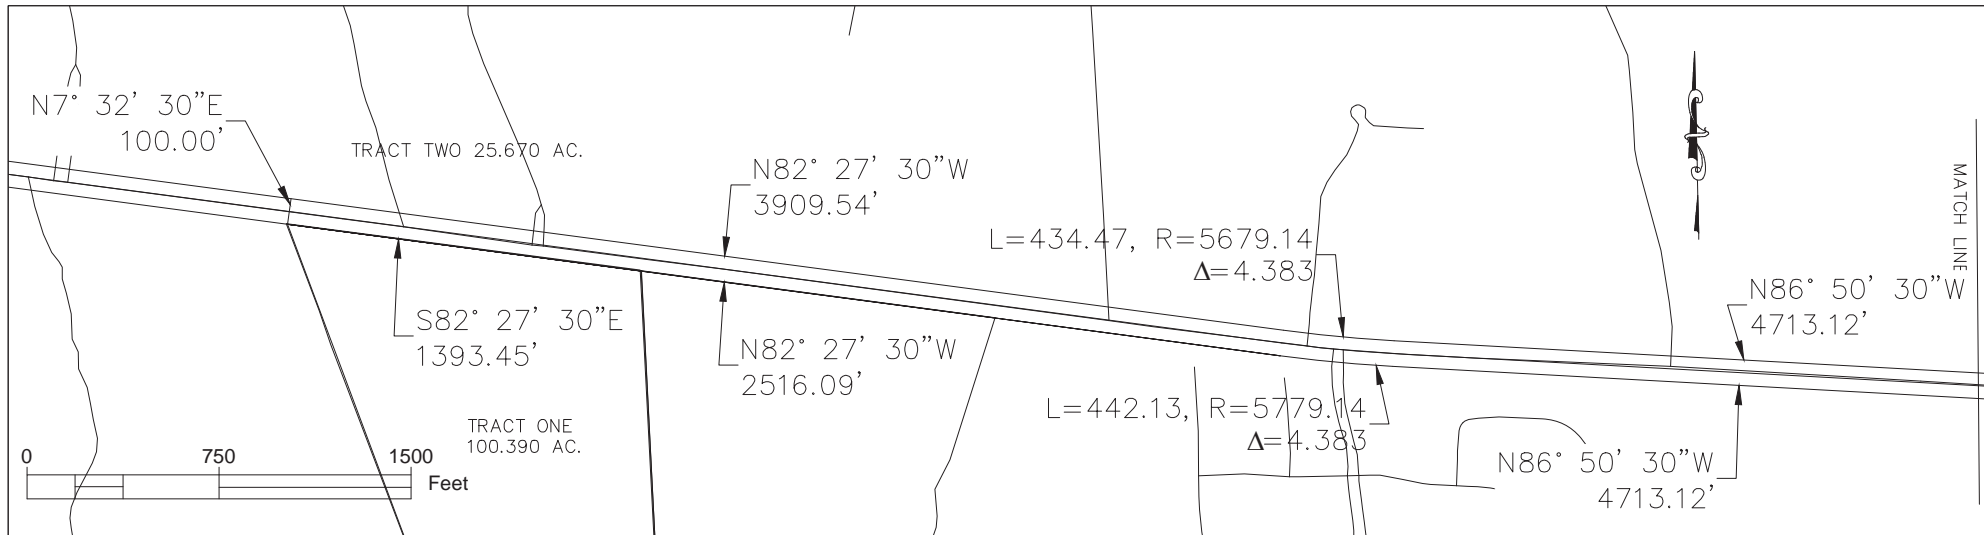 N7° 32' 30"E
100.00'
TRACT TWO 25.670 AC.
N82° 27' 30"W
3909.54'
L=434.47, R=5679.14
Δ=4.383
MATCH LINE
N86° 50' 30"W
4713.12'
S82° 27' 30"E
1393.45'
N82° 27' 30"W
2516.09'
L=442.13, R=5779.14
Δ=4.383
N86° 50' 30"W
4713.12'
TRACT ONE
100.390 AC.
0 750 1500
Feet